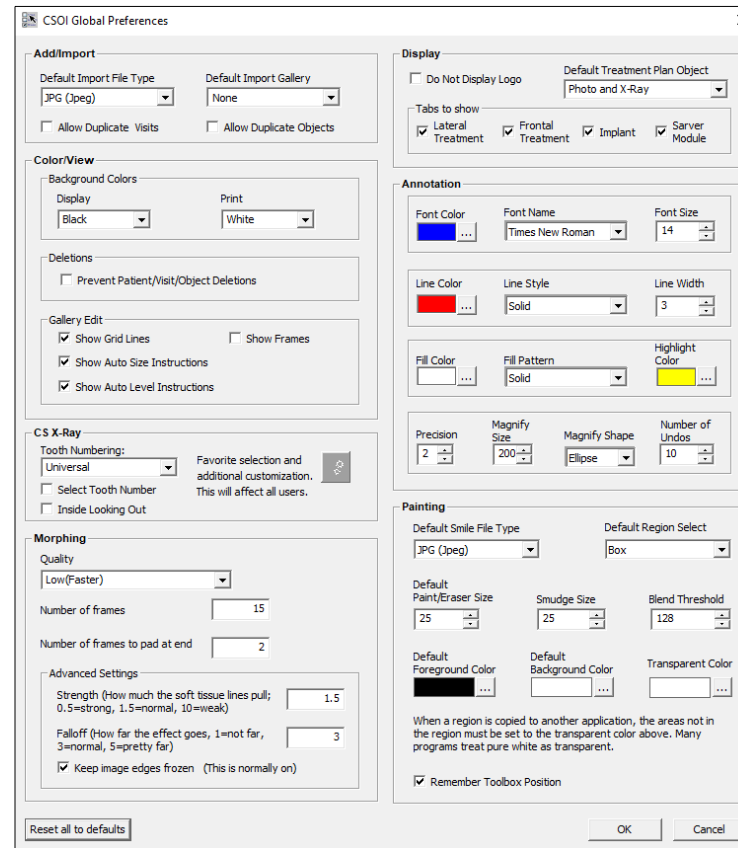 CSOI Global Preferences
Add/Import
Default Import File Type
Default Import Gallery
JPG (Jpeg)
None
Allow Duplicate Visits
Allow Duplicate Objects
Color/View
Background Colors
Display
Print
Black
White
Deletions
Prevent Patient/Visit/Object Deletions
Gallery Edit
Show Grid Lines
Show Frames
Show Auto Size Instructions
Show Auto Level Instructions
CS X-Ray
Tooth Numbering:
Universal
Select Tooth Number
Inside Looking Out
Favorite selection and
additional customization.
This will affect all users.
Morphing
Quality
Low(Faster)
Number of frames
15
Number of frames to pad at end
2
Advanced Settings
Strength (How much the soft tissue lines pull;
0.5=strong, 1.5=normal, 10=weak)
1.5
Falloff (How far the effect goes, 1=not far,
3=normal, 5=pretty far)
3
Keep image edges frozen (This is normally on)
Reset all to defaults
Display
Do Not Display Logo
Default Treatment Plan Object
Photo and X-Ray
Tabs to show
Lateral
Treatment
Frontal
Treatment
Implant
Sarver
Module
Annotation
Font Color
Font Name
Font Size
...
Times New Roman
14
Line Color
Line Style
Line Width
...
Solid
3
Fill Color
Fill Pattern
Highlight
Color
...
Solid
...
Precision
Magnify
Size
Magnify Shape
Number of
Undos
2
200
Ellipse
10
Painting
Default Smile File Type
Default Region Select
JPG (Jpeg)
Box
Default
Paint/Eraser Size
Smudge Size
Blend Threshold
25
25
128
Default
Foreground Color
Default
Background Color
Transparent Color
...
...
...
When a region is copied to another application, the areas not in
the region must be set to the transparent color above. Many
programs treat pure white as transparent.
Remember Toolbox Position
OK
Cancel